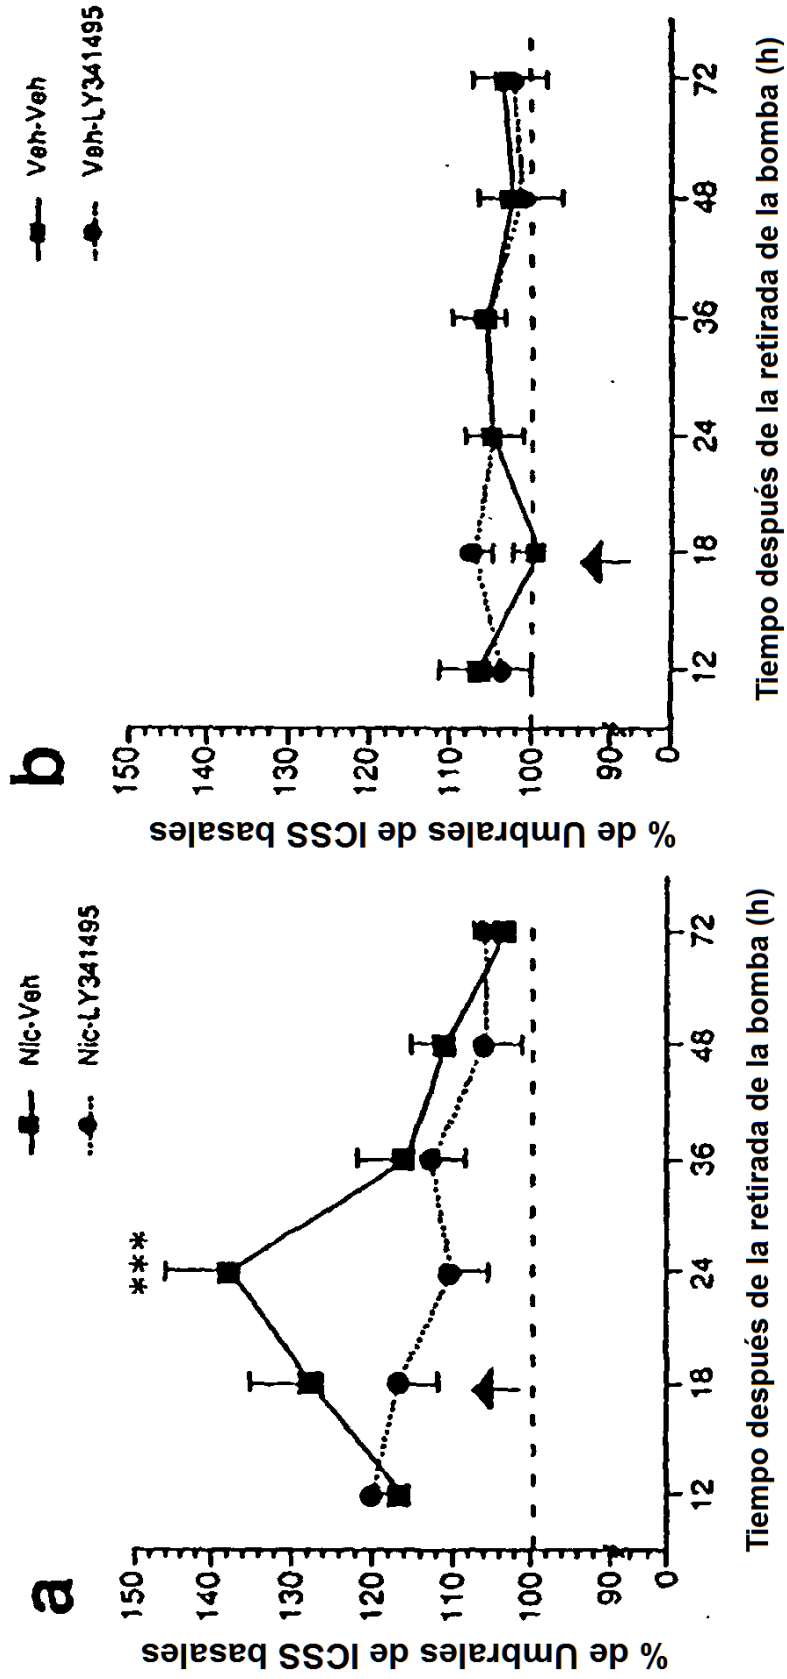 a
Nic-Veh
Nic-LY341495
% de Umbrales de ICSS basales
150
140
130
120
110
100
90
0
***
12
18
24
36
48
72
Tiempo después de la retirada de la bomba (h)
b
Veh-Veh
Veh-LY341495
% de Umbrales de ICSS basales
150
140
130
120
110
100
90
0
12
18
24
36
48
72
Tiempo después de la retirada de la bomba (h)